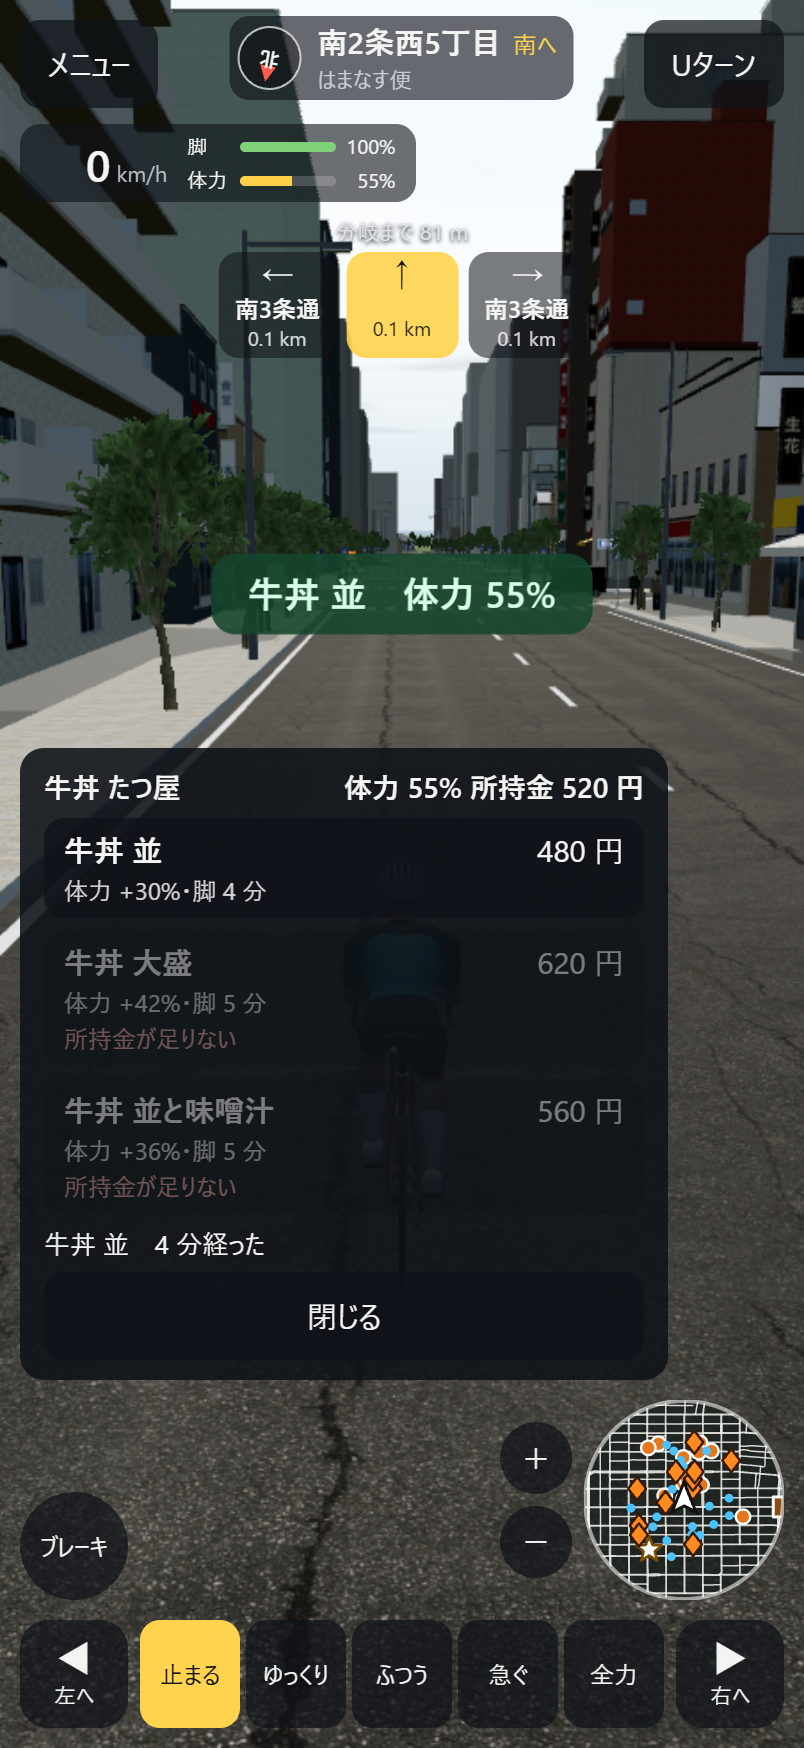 メニュー
北
南2条西5丁目 南へ
はまなす便
Uターン
0 km/h
脚 100%
体力 55%
分岐まで 81 m
←
南3条通
0.1 km
↑
0.1 km
→
南3条通
0.1 km
食堂
生花
牛丼 並 体力 55%
牛丼 たつ屋 体力 55% 所持金 520 円
牛丼 並 480 円
体力 +30%・脚 4 分
牛丼 大盛 620 円
体力 +42%・脚 5 分
所持金が足りない
牛丼 並と味噌汁 560 円
体力 +36%・脚 5 分
所持金が足りない
牛丼 並 4 分経った
閉じる
+
−
ブレーキ
◀
左へ
止まる
ゆっくり
ふつう
急ぐ
全力
▶
右へ